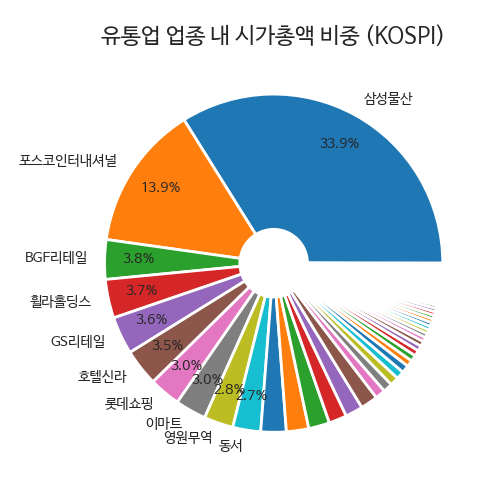 유통업 업종 내 시가총액 비중 (KOSPI)
삼성물산
33.9%
포스코인터내셔널
13.9%
BGF리테일
3.8%
휠라홀딩스
3.7%
GS리테일
3.6%
호텔신라
3.5%
롯데쇼핑
3.0%
이마트
3.0%
영원무역
2.8%
동서
2.7%